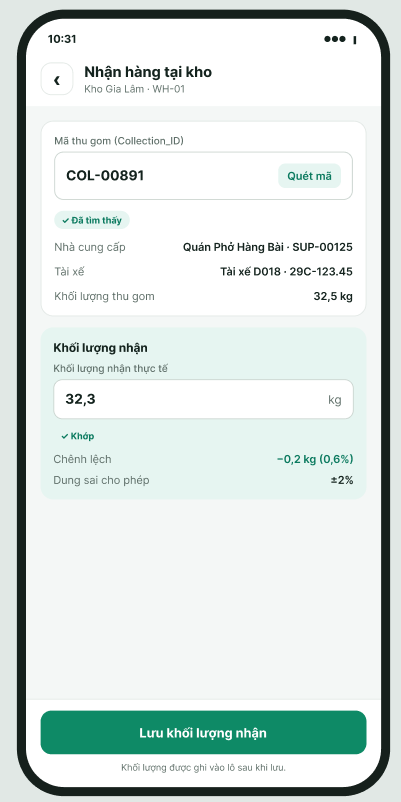 10:31
Nhận hàng tại kho
Kho Gia Lâm · WH-01
Mã thu gom (Collection_ID)
COL-00891 Quét mã
✓ Đã tìm thấy
Nhà cung cấp Quán Phở Hàng Bài · SUP-00125
Tài xế Tài xế D018 · 29C-123.45
Khối lượng thu gom 32,5 kg
Khối lượng nhận
Khối lượng nhận thực tế
32,3 kg
✓ Khớp
Chênh lệch −0,2 kg (0,6%)
Dung sai cho phép ±2%
Lưu khối lượng nhận
Khối lượng được ghi vào lô sau khi lưu.